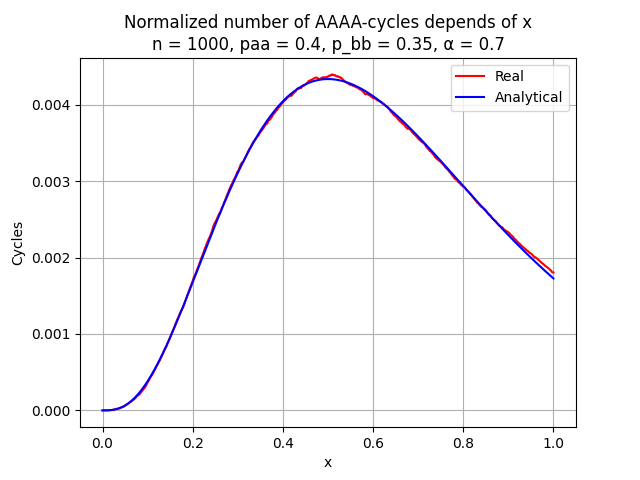 Normalized number of AAAA-cycles depends of x
n = 1000, paa = 0.4, p_bb = 0.35, α = 0.7
Real
Analytical
Cycles
0.004
0.003
0.002
0.001
0.000
0.0 0.2 0.4 0.6 0.8 1.0
x